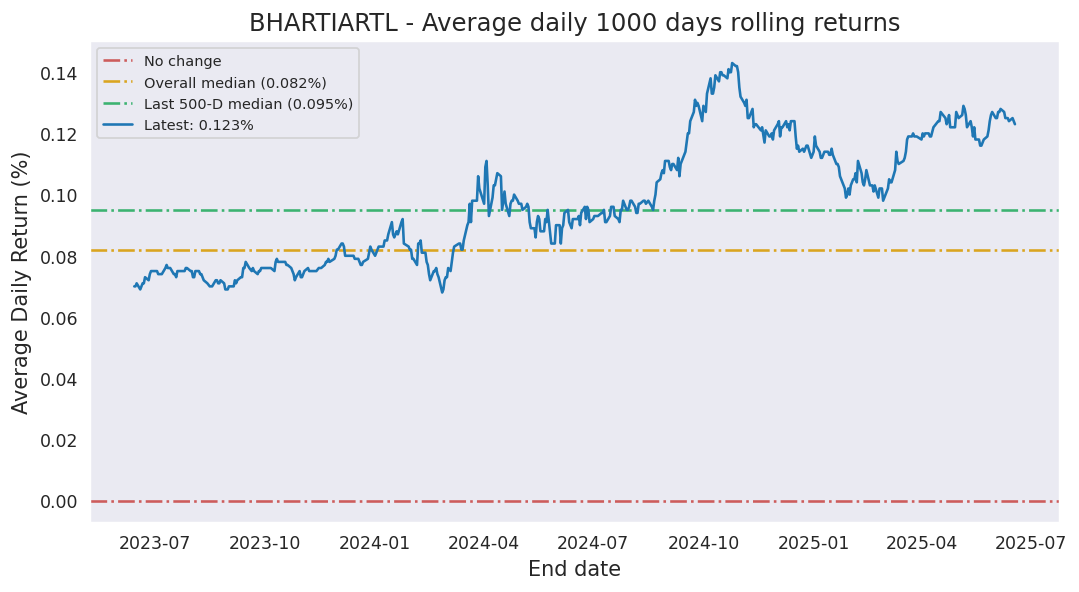 BHARTIARTL - Average daily 1000 days rolling returns
No change
Overall median (0.082%)
Last 500-D median (0.095%)
Latest: 0.123%
Average Daily Return (%)
0.14
0.12
0.10
0.08
0.06
0.04
0.02
0.00
2023-07 2023-10 2024-01 2024-04 2024-07 2024-10 2025-01 2025-04 2025-07
End date